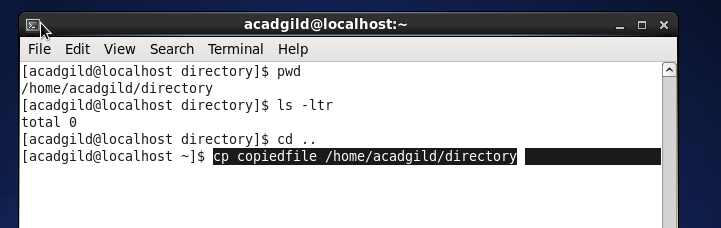 acadgild@localhost:~
File Edit View Search Terminal Help
[acadgild@localhost directory]$ pwd
/home/acadgild/directory
[acadgild@localhost directory]$ ls -ltr
total 0
[acadgild@localhost directory]$ cd ..
[acadgild@localhost ~]$ cp copiedfile /home/acadgild/directory